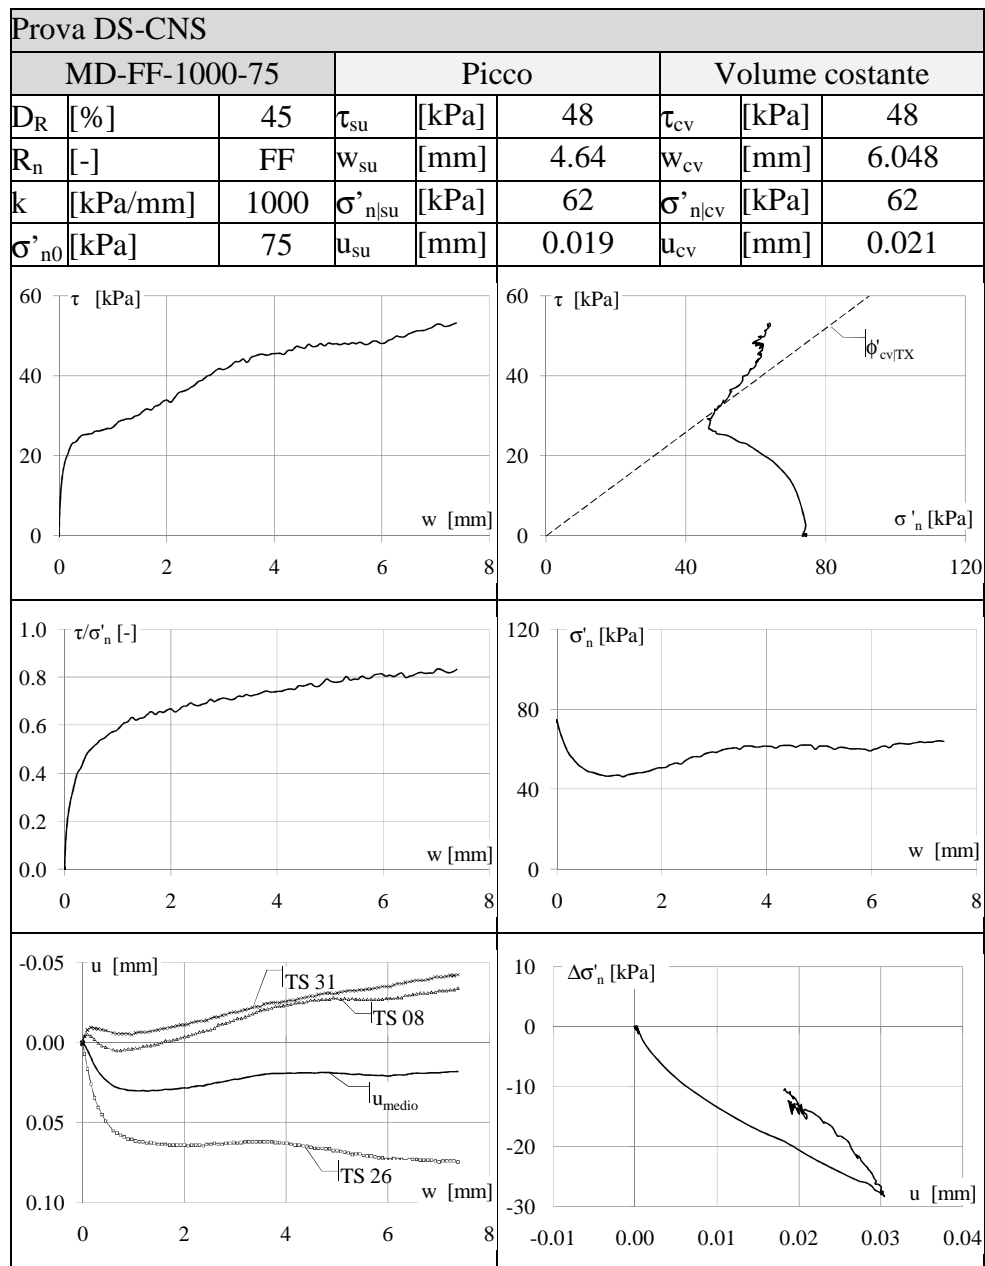 Prova DS-CNS
MD-FF-1000-75 Picco Volume costante
D_R [%] 45 τ_su [kPa] 48 τ_cv [kPa] 48
R_n [-] FF w_su [mm] 4.64 w_cv [mm] 6.048
k [kPa/mm] 1000 σ’_n|su [kPa] 62 σ’_n|cv [kPa] 62
σ’_n0 [kPa] 75 u_su [mm] 0.019 u_cv [mm] 0.021
60 τ [kPa]
40
20
0
w [mm]
0 2 4 6 8
60 τ [kPa]
ϕ'_cv|TX
40
20
0
σ'_n [kPa]
0 40 80 120
1.0 τ/σ'_n [-]
0.8
0.6
0.4
0.2
0.0
w [mm]
0 2 4 6 8
120 σ'_n [kPa]
80
40
0
w [mm]
0 2 4 6 8
-0.05 u [mm]
TS 31
TS 08
0.00
u_medio
0.05
TS 26
0.10
w [mm]
0 2 4 6 8
10 Δσ'_n [kPa]
0
-10
-20
-30
u [mm]
-0.01 0.00 0.01 0.02 0.03 0.04